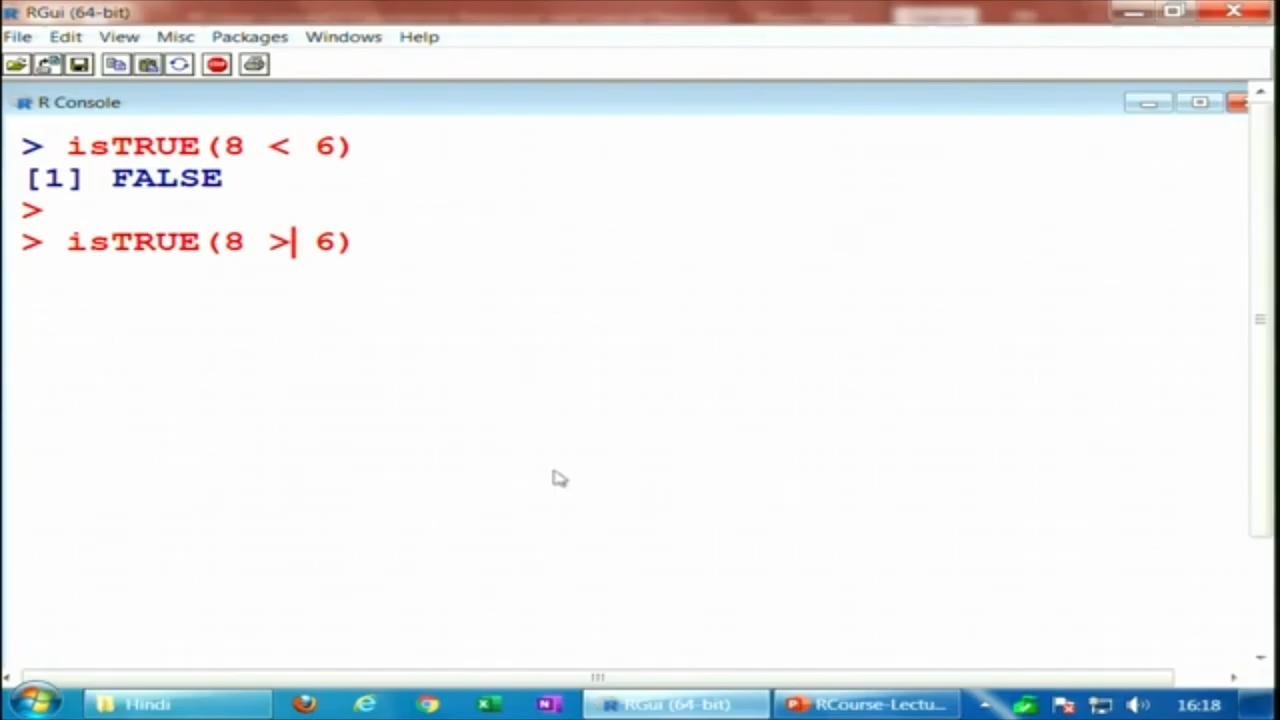 RGui (64-bit)
File Edit View Misc Packages Windows Help
R Console
> isTRUE(8 < 6)
[1] FALSE
>
> isTRUE(8 > 6)
Hindi RGui (64-bit) RCourse-Lectu... 16:18